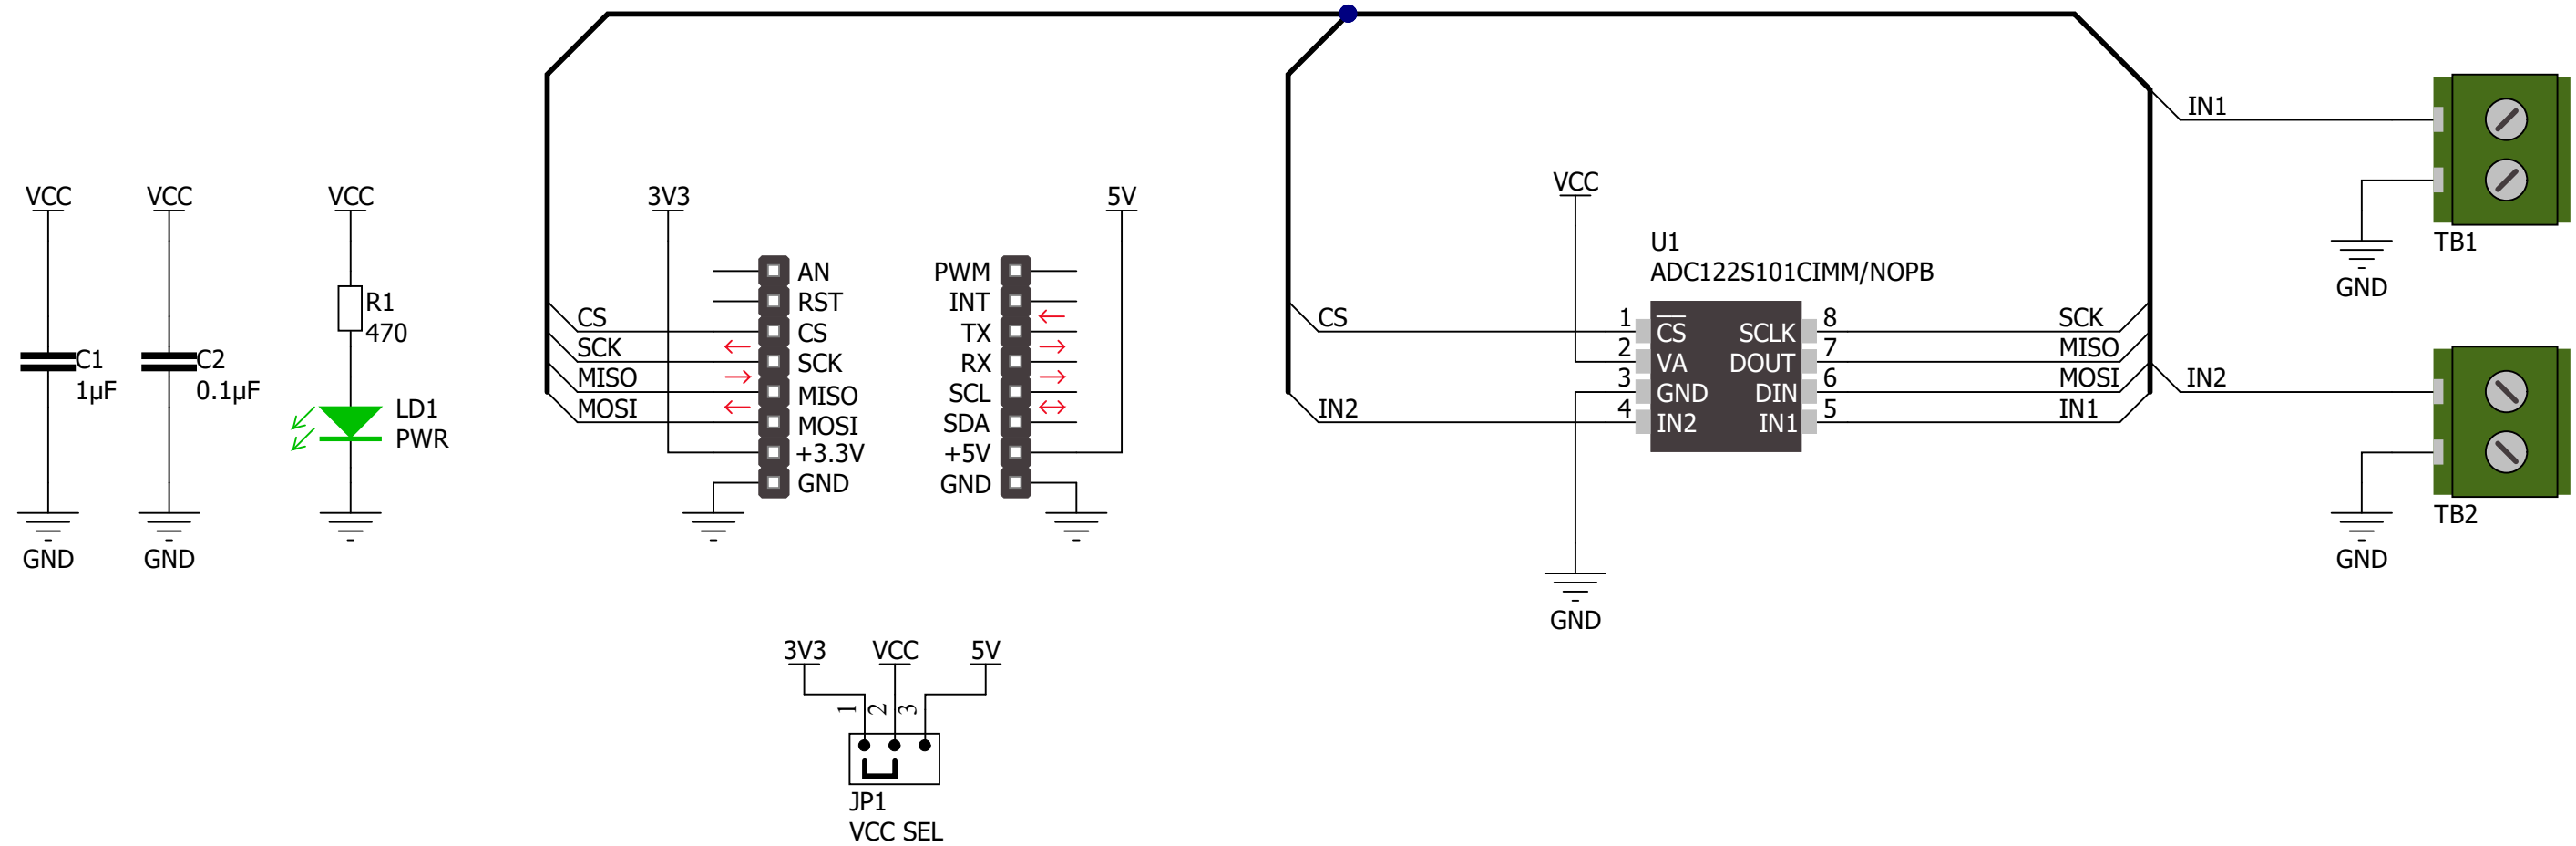 VCC
C1
1µF
GND
VCC
C2
0.1µF
GND
VCC
R1
470
LD1
PWR
CS
SCK
MISO
MOSI
3V3
AN
RST
CS
SCK
MISO
MOSI
+3.3V
GND
5V
PWM
INT
TX
RX
SCL
SDA
+5V
GND
3V3
VCC
5V
1
2
3
JP1
VCC SEL
CS
IN2
VCC
U1
ADC122S101CIMM/NOPB
1
2
3
4
CS
VA
GND
IN2
SCLK
DOUT
DIN
IN1
8
7
6
5
SCK
MISO
MOSI
IN1
GND
IN1
TB1
GND
IN2
TB2
GND